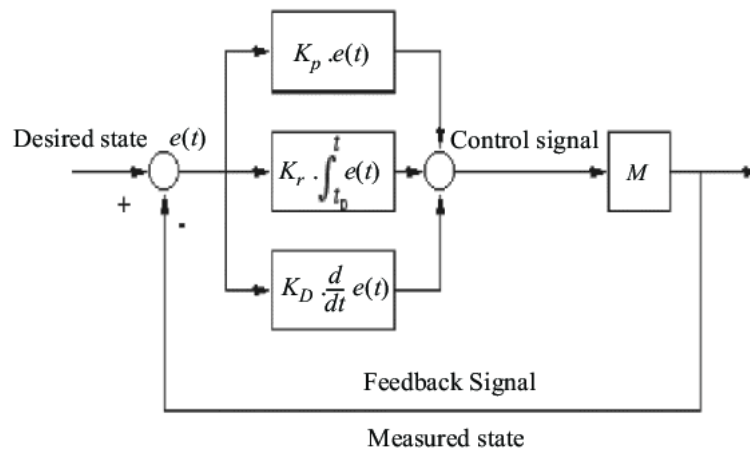 K_p .e(t)
Desired state e(t)
Control signal
K_r . ∫_{t_0}^{t} e(t)
M
+
-
K_D . d/dt e(t)
Feedback Signal
Measured state